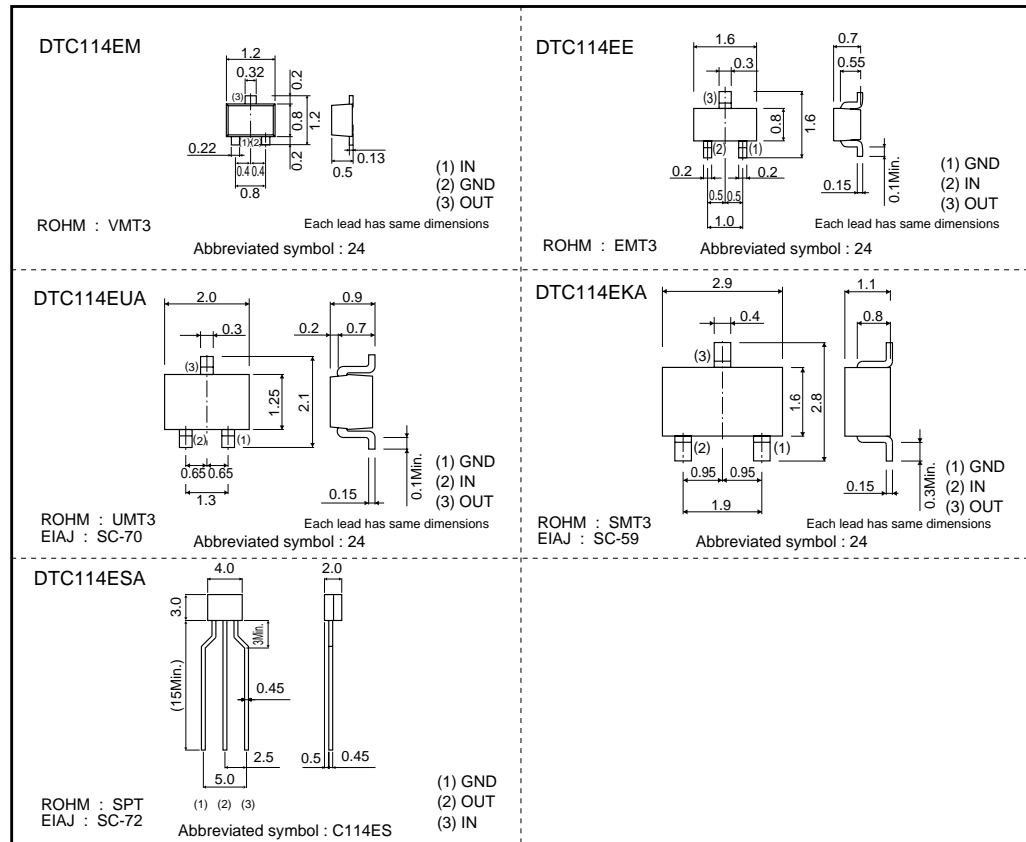 DTC114EM
1.2
0.32
0.2
(3)
0.8
1.2
(1)
(2)
0.22
0.4
0.4
0.2
0.8
0.5
0.13
(1) IN
(2) GND
(3) OUT
ROHM : VMT3
Each lead has same dimensions
Abbreviated symbol : 24
DTC114EE
1.6
0.3
(3)
0.8
1.6
(2)
(1)
0.2
0.2
0.5
0.5
1.0
0.7
0.55
0.15
0.1Min.
(1) GND
(2) IN
(3) OUT
Each lead has same dimensions
ROHM : EMT3
Abbreviated symbol : 24
DTC114EUA
2.0
0.3
(3)
1.25
2.1
(2)
(1)
0.65
0.65
1.3
0.9
0.2
0.7
0.15
0.1Min.
(1) GND
(2) IN
(3) OUT
ROHM : UMT3
EIAJ : SC-70
Each lead has same dimensions
Abbreviated symbol : 24
DTC114EKA
2.9
0.4
(3)
1.6
2.8
(2)
(1)
0.95
0.95
1.9
1.1
0.8
0.15
0.3Min.
(1) GND
(2) IN
(3) OUT
ROHM : SMT3
EIAJ : SC-59
Each lead has same dimensions
Abbreviated symbol : 24
DTC114ESA
4.0
2.0
3.0
3Min.
(15Min.)
0.45
2.5
0.5
0.45
5.0
(1)
(2)
(3)
(1) GND
(2) OUT
(3) IN
ROHM : SPT
EIAJ : SC-72
Abbreviated symbol : C114ES